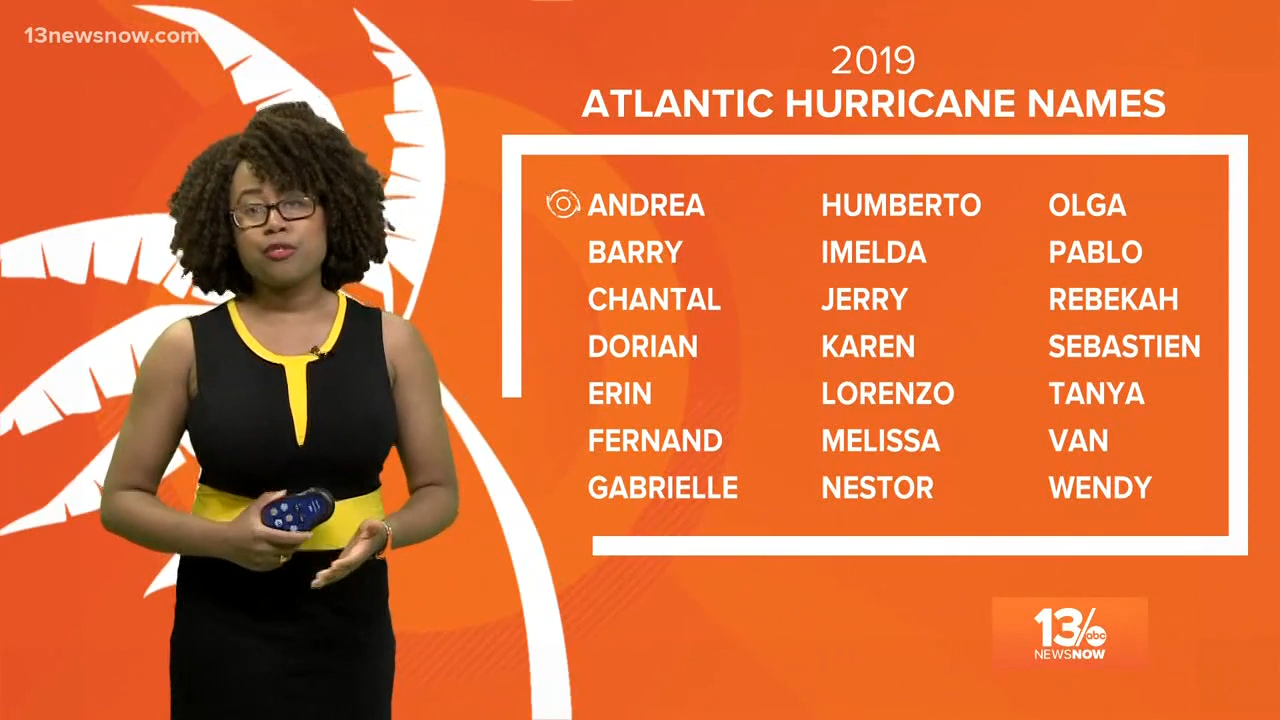 13newsnow.com
2019
ATLANTIC HURRICANE NAMES
ANDREA
BARRY
CHANTAL
DORIAN
ERIN
FERNAND
GABRIELLE
HUMBERTO
IMELDA
JERRY
KAREN
LORENZO
MELISSA
NESTOR
OLGA
PABLO
REBEKAH
SEBASTIEN
TANYA
VAN
WENDY
13 abc
NEWSNOW